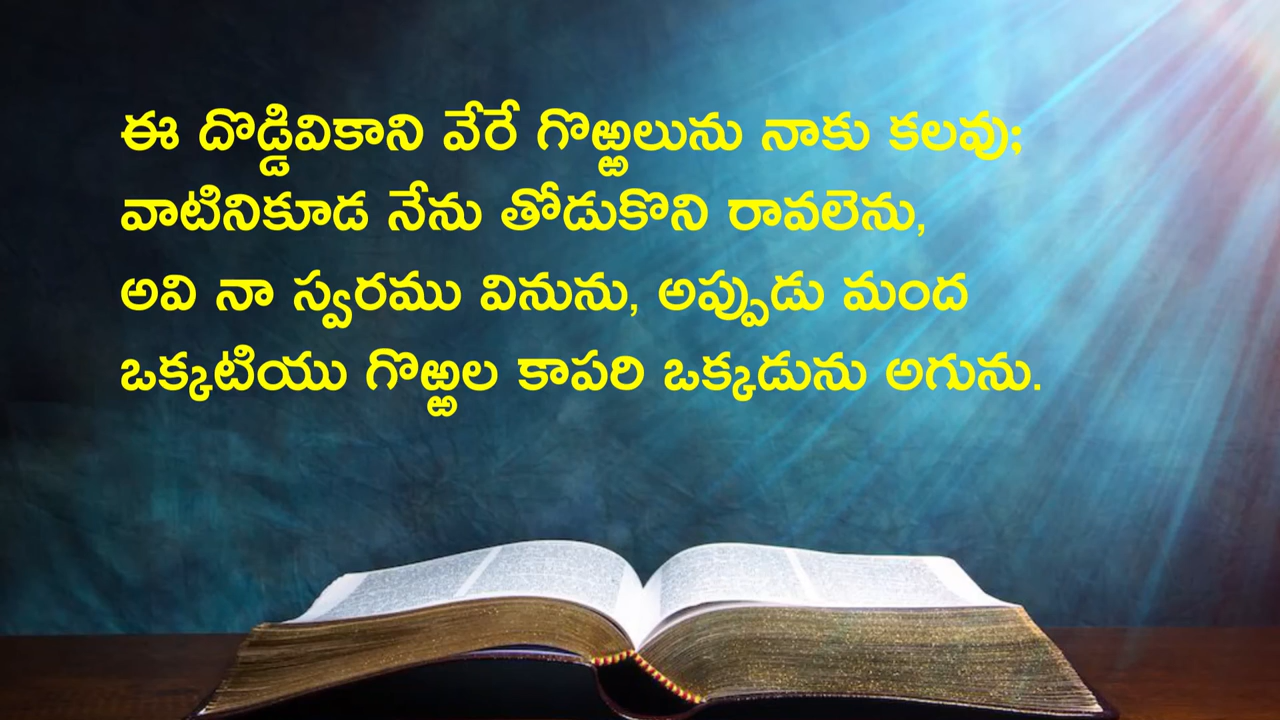 ఈ దొడ్డివికాని వేరే గొఱ్ఱలును నాకు కలవు;
వాటినికూడ నేను తోడుకొని రావలెను,
అవి నా స్వరము వినును, అప్పుడు మంద
ఒక్కటియు గొఱ్ఱల కాపరి ఒక్కడును అగును.